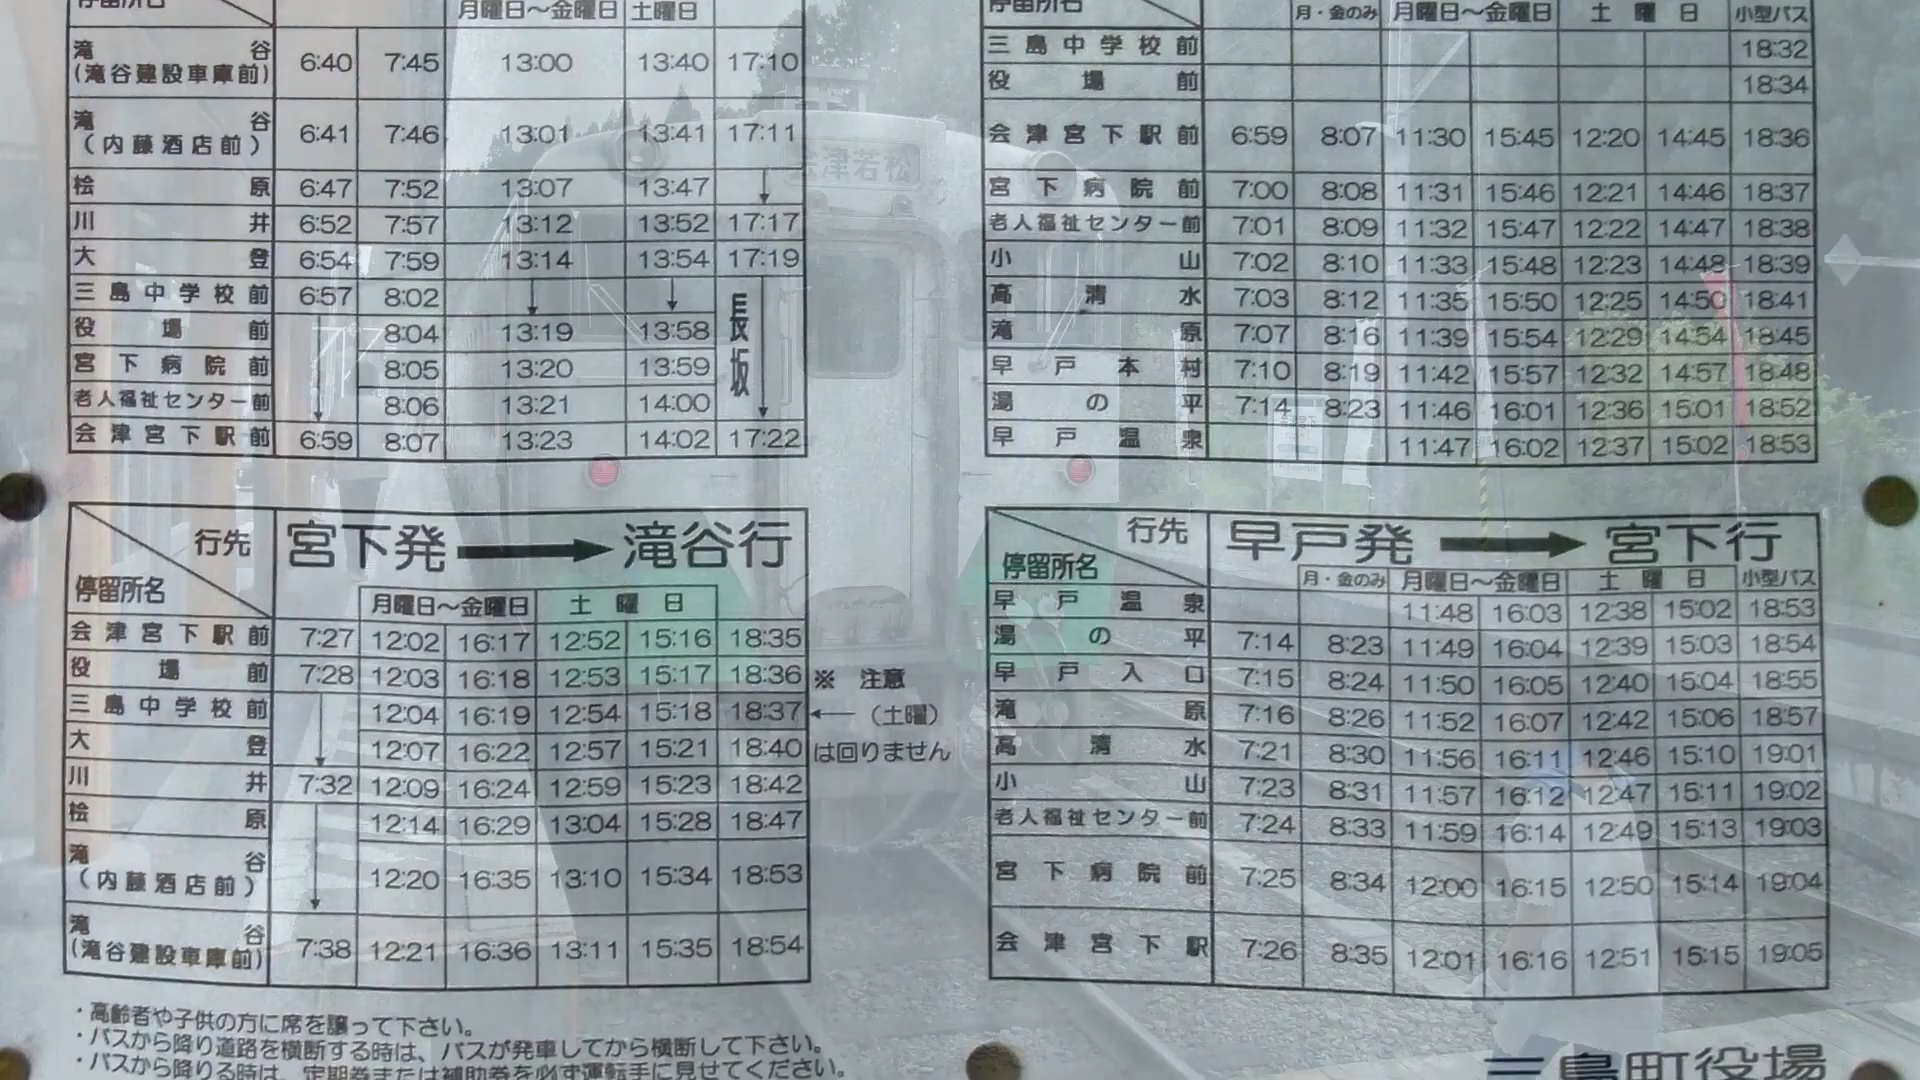 停留所名 月曜日～金曜日 土曜日
滝谷(滝谷建設車庫前) 6:40 7:45 13:00 13:40 17:10
滝谷(内藤酒店前) 6:41 7:46 13:01 13:41 17:11
桧原 6:47 7:52 13:07 13:47 ↓
川井 6:52 7:57 13:12 13:52 17:17
大登 6:54 7:59 13:14 13:54 17:19
三島中学校前 6:57 8:02 ↓ ↓
役場前 8:04 13:19 13:58
宮下病院前 8:05 13:20 13:59
老人福祉センター前 8:06 13:21 14:00
長坂
会津宮下駅前 6:59 8:07 13:23 14:02 17:22
停留所名 月・金のみ 月曜日～金曜日 土曜日 小型バス
三島中学校前 18:32
役場前 18:34
会津宮下駅前 6:59 8:07 11:30 15:45 12:20 14:45 18:36
宮下病院前 7:00 8:08 11:31 15:46 12:21 14:46 18:37
老人福祉センター前 7:01 8:09 11:32 15:47 12:22 14:47 18:38
小山 7:02 8:10 11:33 15:48 12:23 14:48 18:39
高清水 7:03 8:12 11:35 15:50 12:25 14:50 18:41
滝原 7:07 8:16 11:39 15:54 12:29 14:54 18:45
早戸本村 7:10 8:19 11:42 15:57 12:32 14:57 18:48
湯の平 7:14 8:23 11:46 16:01 12:36 15:01 18:52
早戸温泉 11:47 16:02 12:37 15:02 18:53
会津若松
行先 宮下発 → 滝谷行
停留所名 月曜日～金曜日 土曜日
会津宮下駅前 7:27 12:02 16:17 12:52 15:16 18:35
役場前 7:28 12:03 16:18 12:53 15:17 18:36
三島中学校前 12:04 16:19 12:54 15:18 18:37
大登 ↓ 12:07 16:22 12:57 15:21 18:40
川井 7:32 12:09 16:24 12:59 15:23 18:42
桧原 12:14 16:29 13:04 15:28 18:47
滝谷(内藤酒店前) ↓ 12:20 16:35 13:10 15:34 18:53
滝谷(滝谷建設車庫前) 7:38 12:21 16:36 13:11 15:35 18:54
※ 注意
← (土曜)
は回りません
行先 早戸発 → 宮下行
停留所名 月・金のみ 月曜日～金曜日 土曜日 小型バス
早戸温泉 11:48 16:03 12:38 15:02 18:53
湯の平 7:14 8:23 11:49 16:04 12:39 15:03 18:54
早戸入口 7:15 8:24 11:50 16:05 12:40 15:04 18:55
滝原 7:16 8:26 11:52 16:07 12:42 15:06 18:57
高清水 7:21 8:30 11:56 16:11 12:46 15:10 19:01
小山 7:23 8:31 11:57 16:12 12:47 15:11 19:02
老人福祉センター前 7:24 8:33 11:59 16:14 12:49 15:13 19:03
宮下病院前 7:25 8:34 12:00 16:15 12:50 15:14 19:04
会津宮下駅 7:26 8:35 12:01 16:16 12:51 15:15 19:05
・高齢者や子供の方に席を譲って下さい。
・バスから降り道路を横断する時は、バスが発車してから横断して下さい。
・バスから降りる時は、定期券または補助券を必ず運転手に見せてください。
三島町役場